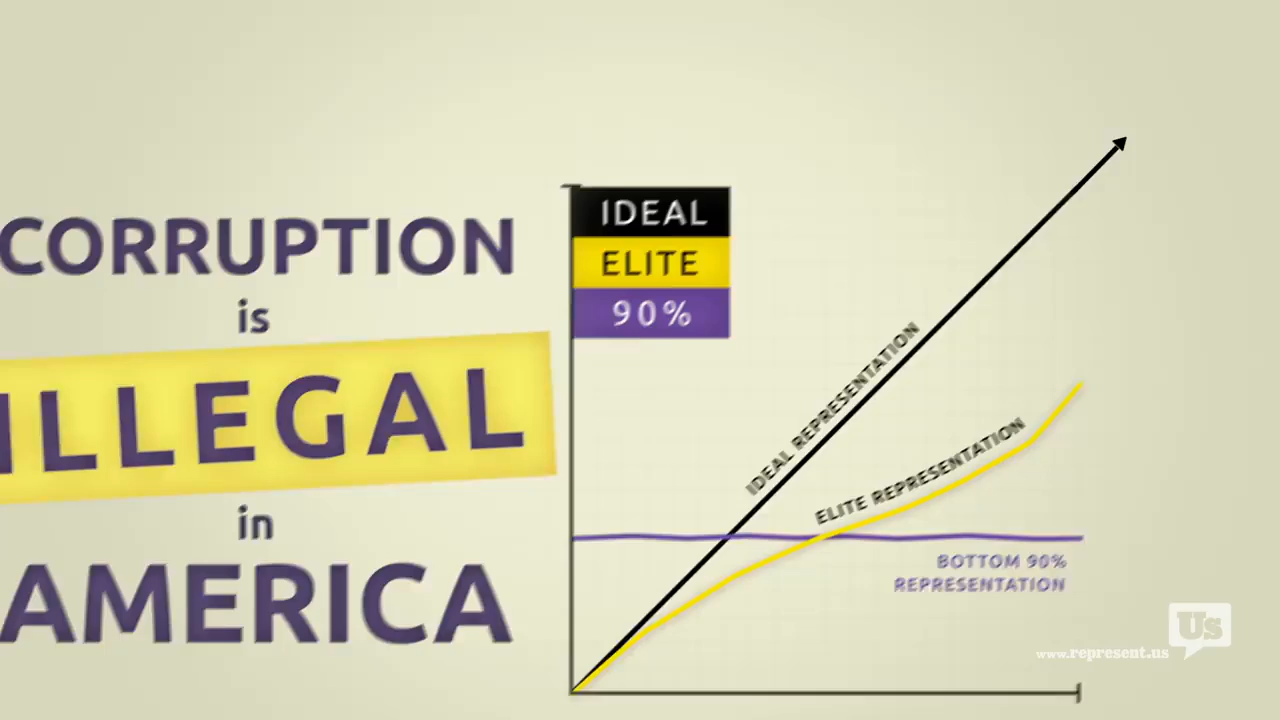 CORRUPTION
is
ILLEGAL
in
AMERICA
IDEAL
ELITE
90%
IDEAL REPRESENTATION
ELITE REPRESENTATION
BOTTOM 90%
REPRESENTATION
Us
www.represent.us